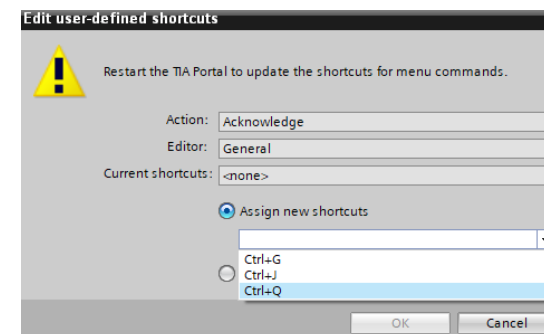 Edit user-defined shortcuts
Restart the TIA Portal to update the shortcuts for menu commands.
Action: Acknowledge
Editor: General
Current shortcuts: <none>
Assign new shortcuts
Ctrl+G
Ctrl+J
Ctrl+Q
OK Cancel